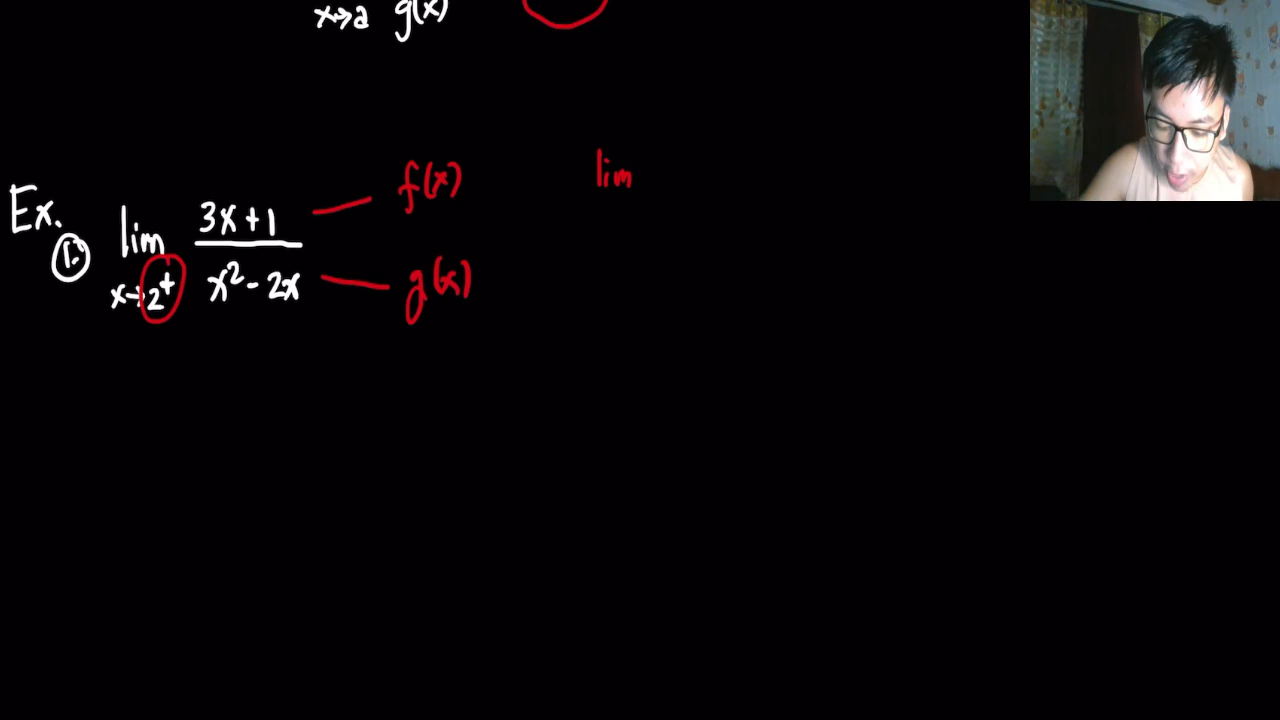 x→a g(x)
Ex. 1. lim x→2⁺ (3x+1)/(x²-2x)
f(x)
g(x)
lim